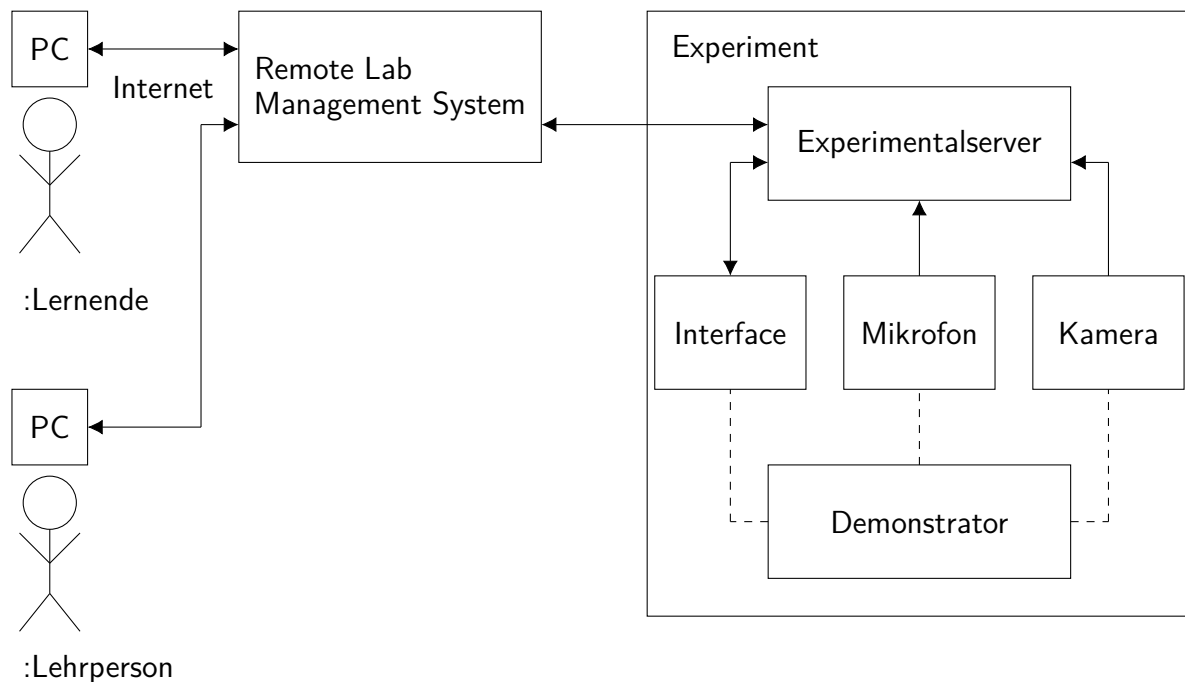 PC
Internet
Remote Lab
Management System
Experiment
Experimentalserver
:Lernende
Interface
Mikrofon
Kamera
PC
Demonstrator
:Lehrperson